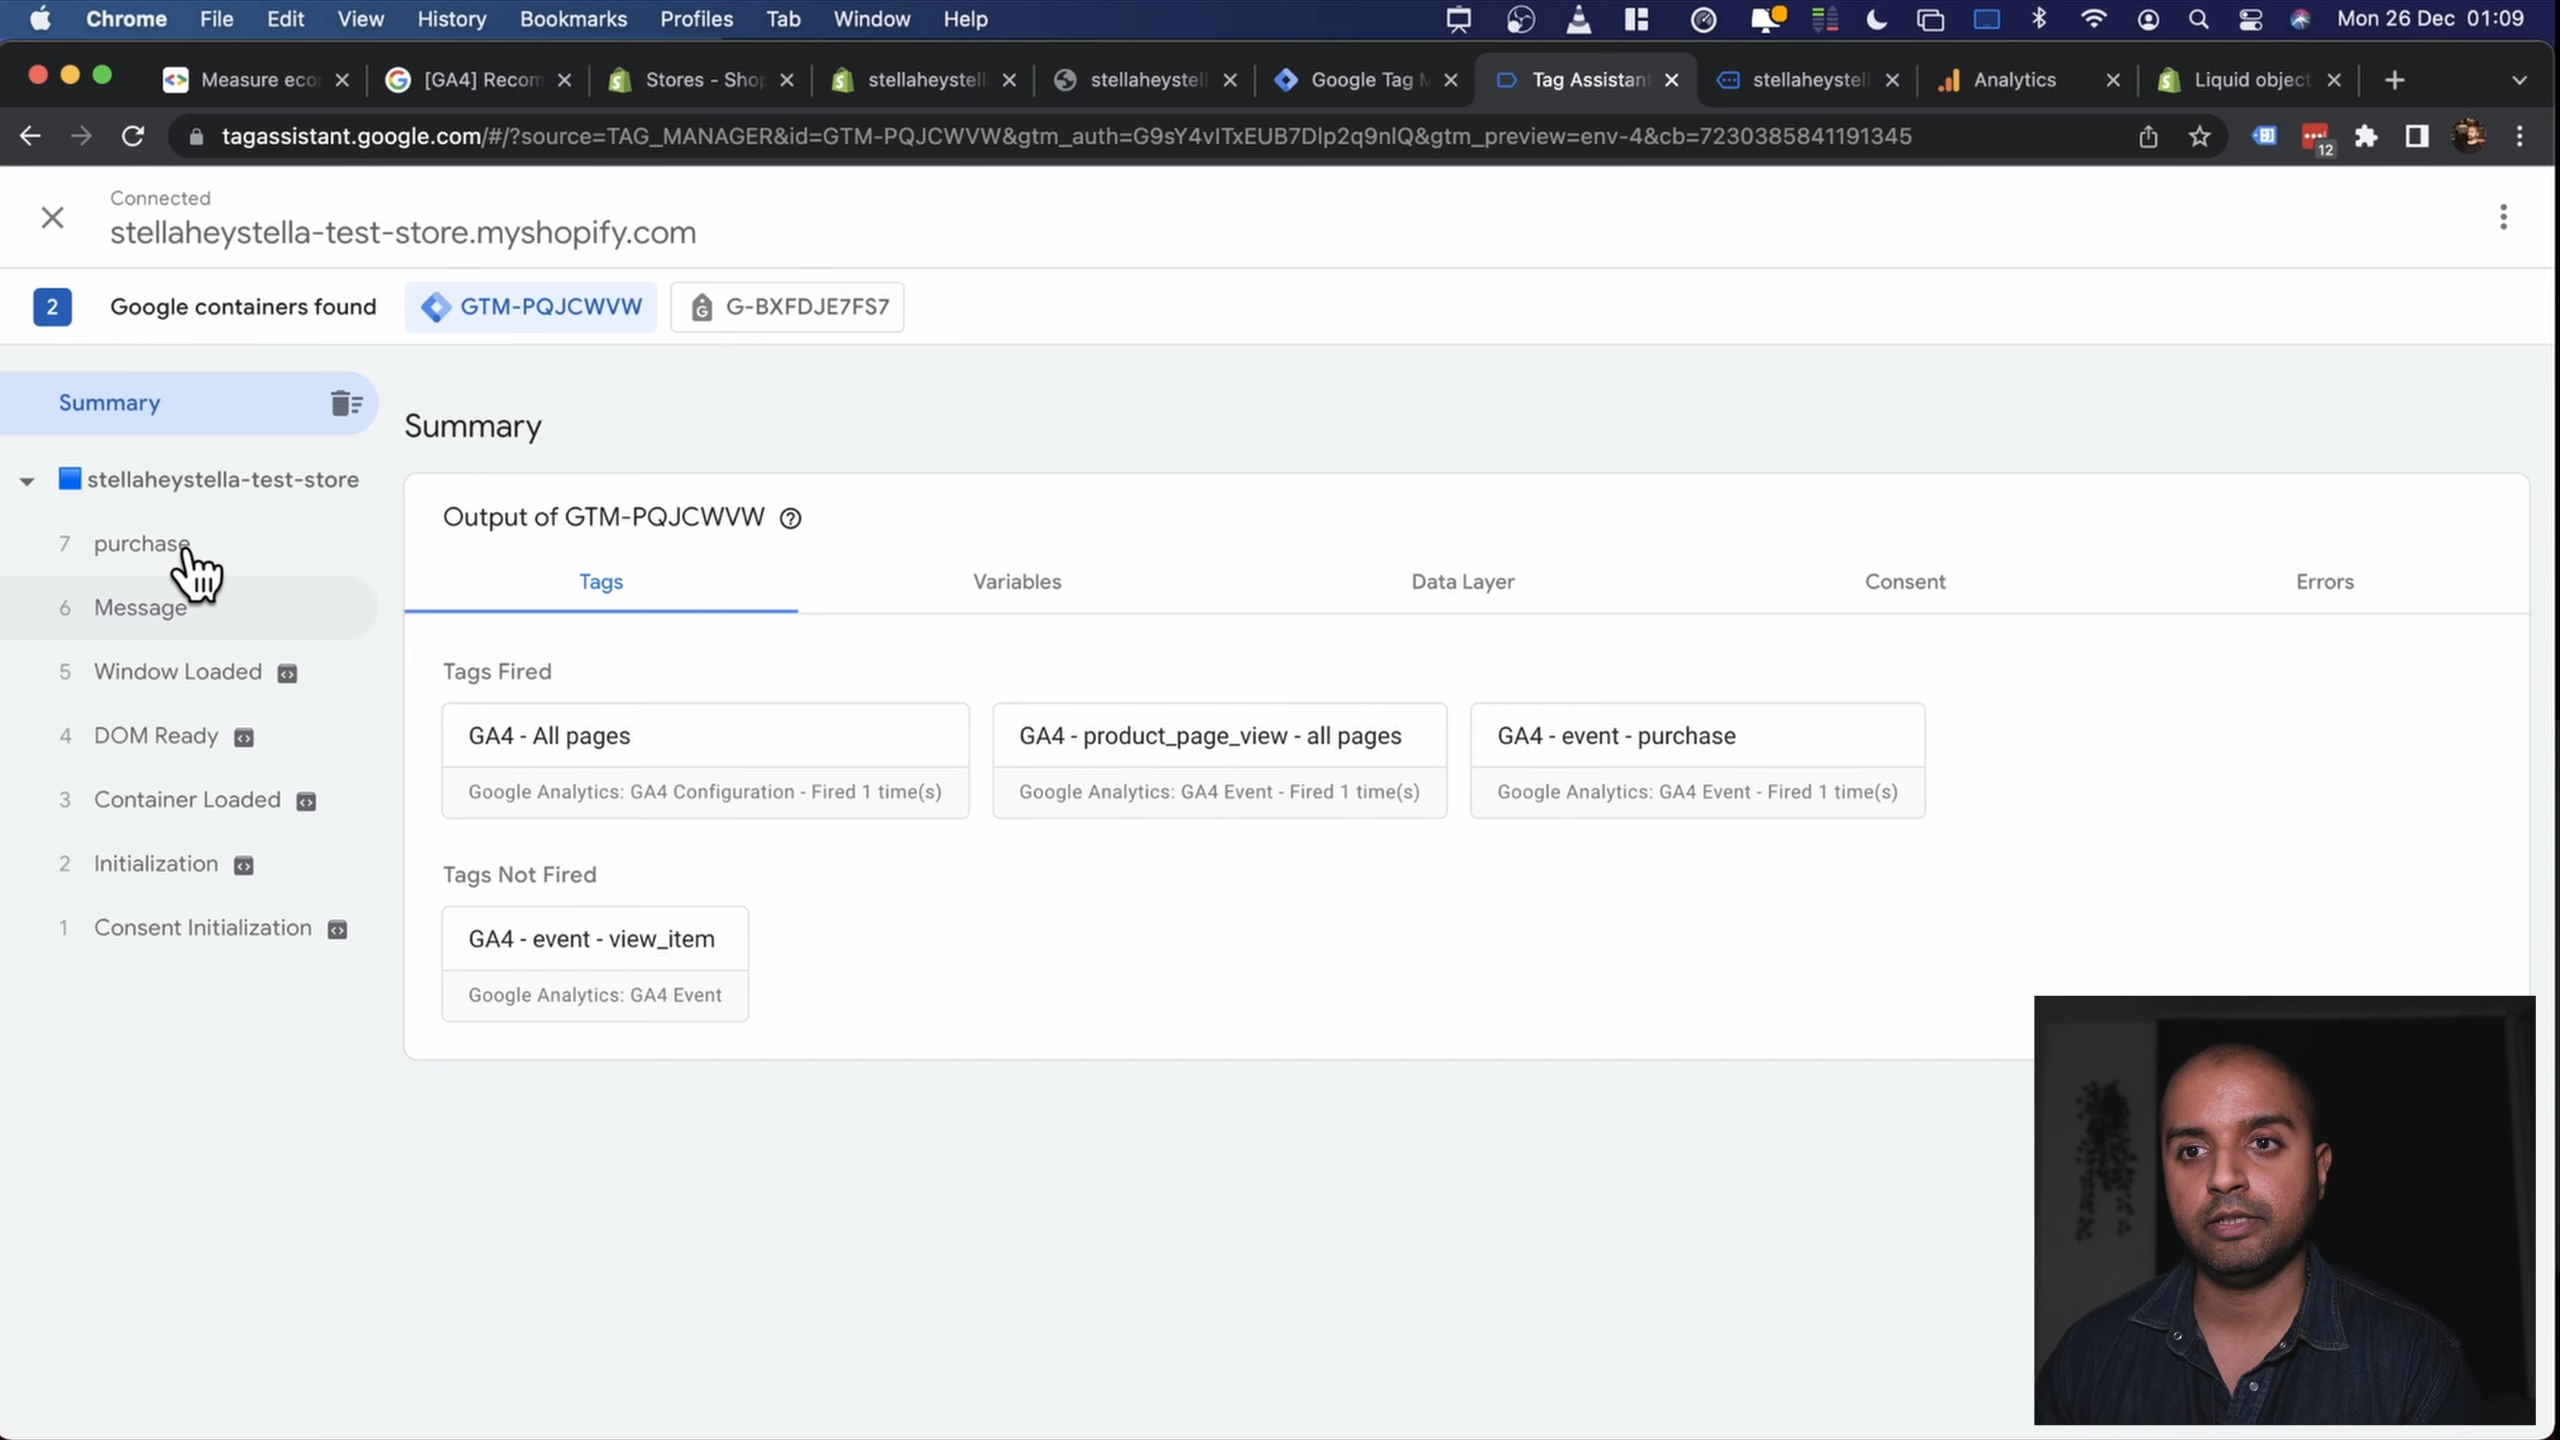 Chrome File Edit View History Bookmarks Profiles Tab Window Help Mon 26 Dec 01:09
Measure eco [GA4] Recom Stores - Shop stellaheystell stellaheystell Google Tag M Tag Assistant stellaheystell Analytics Liquid object
tagassistant.google.com/#/?source=TAG_MANAGER&id=GTM-PQJCWVW&gtm_auth=G9sY4vITxEUB7Dlp2q9nlQ&gtm_preview=env-4&cb=7230385841191345
12
Connected
stellaheystella-test-store.myshopify.com
2 Google containers found GTM-PQJCWVW G-BXFDJE7FS7
Summary
stellaheystella-test-store
7 purchase
6 Message
5 Window Loaded
4 DOM Ready
3 Container Loaded
2 Initialization
1 Consent Initialization
Summary
Output of GTM-PQJCWVW
Tags Variables Data Layer Consent Errors
Tags Fired
GA4 - All pages
Google Analytics: GA4 Configuration - Fired 1 time(s)
GA4 - product_page_view - all pages
Google Analytics: GA4 Event - Fired 1 time(s)
GA4 - event - purchase
Google Analytics: GA4 Event - Fired 1 time(s)
Tags Not Fired
GA4 - event - view_item
Google Analytics: GA4 Event